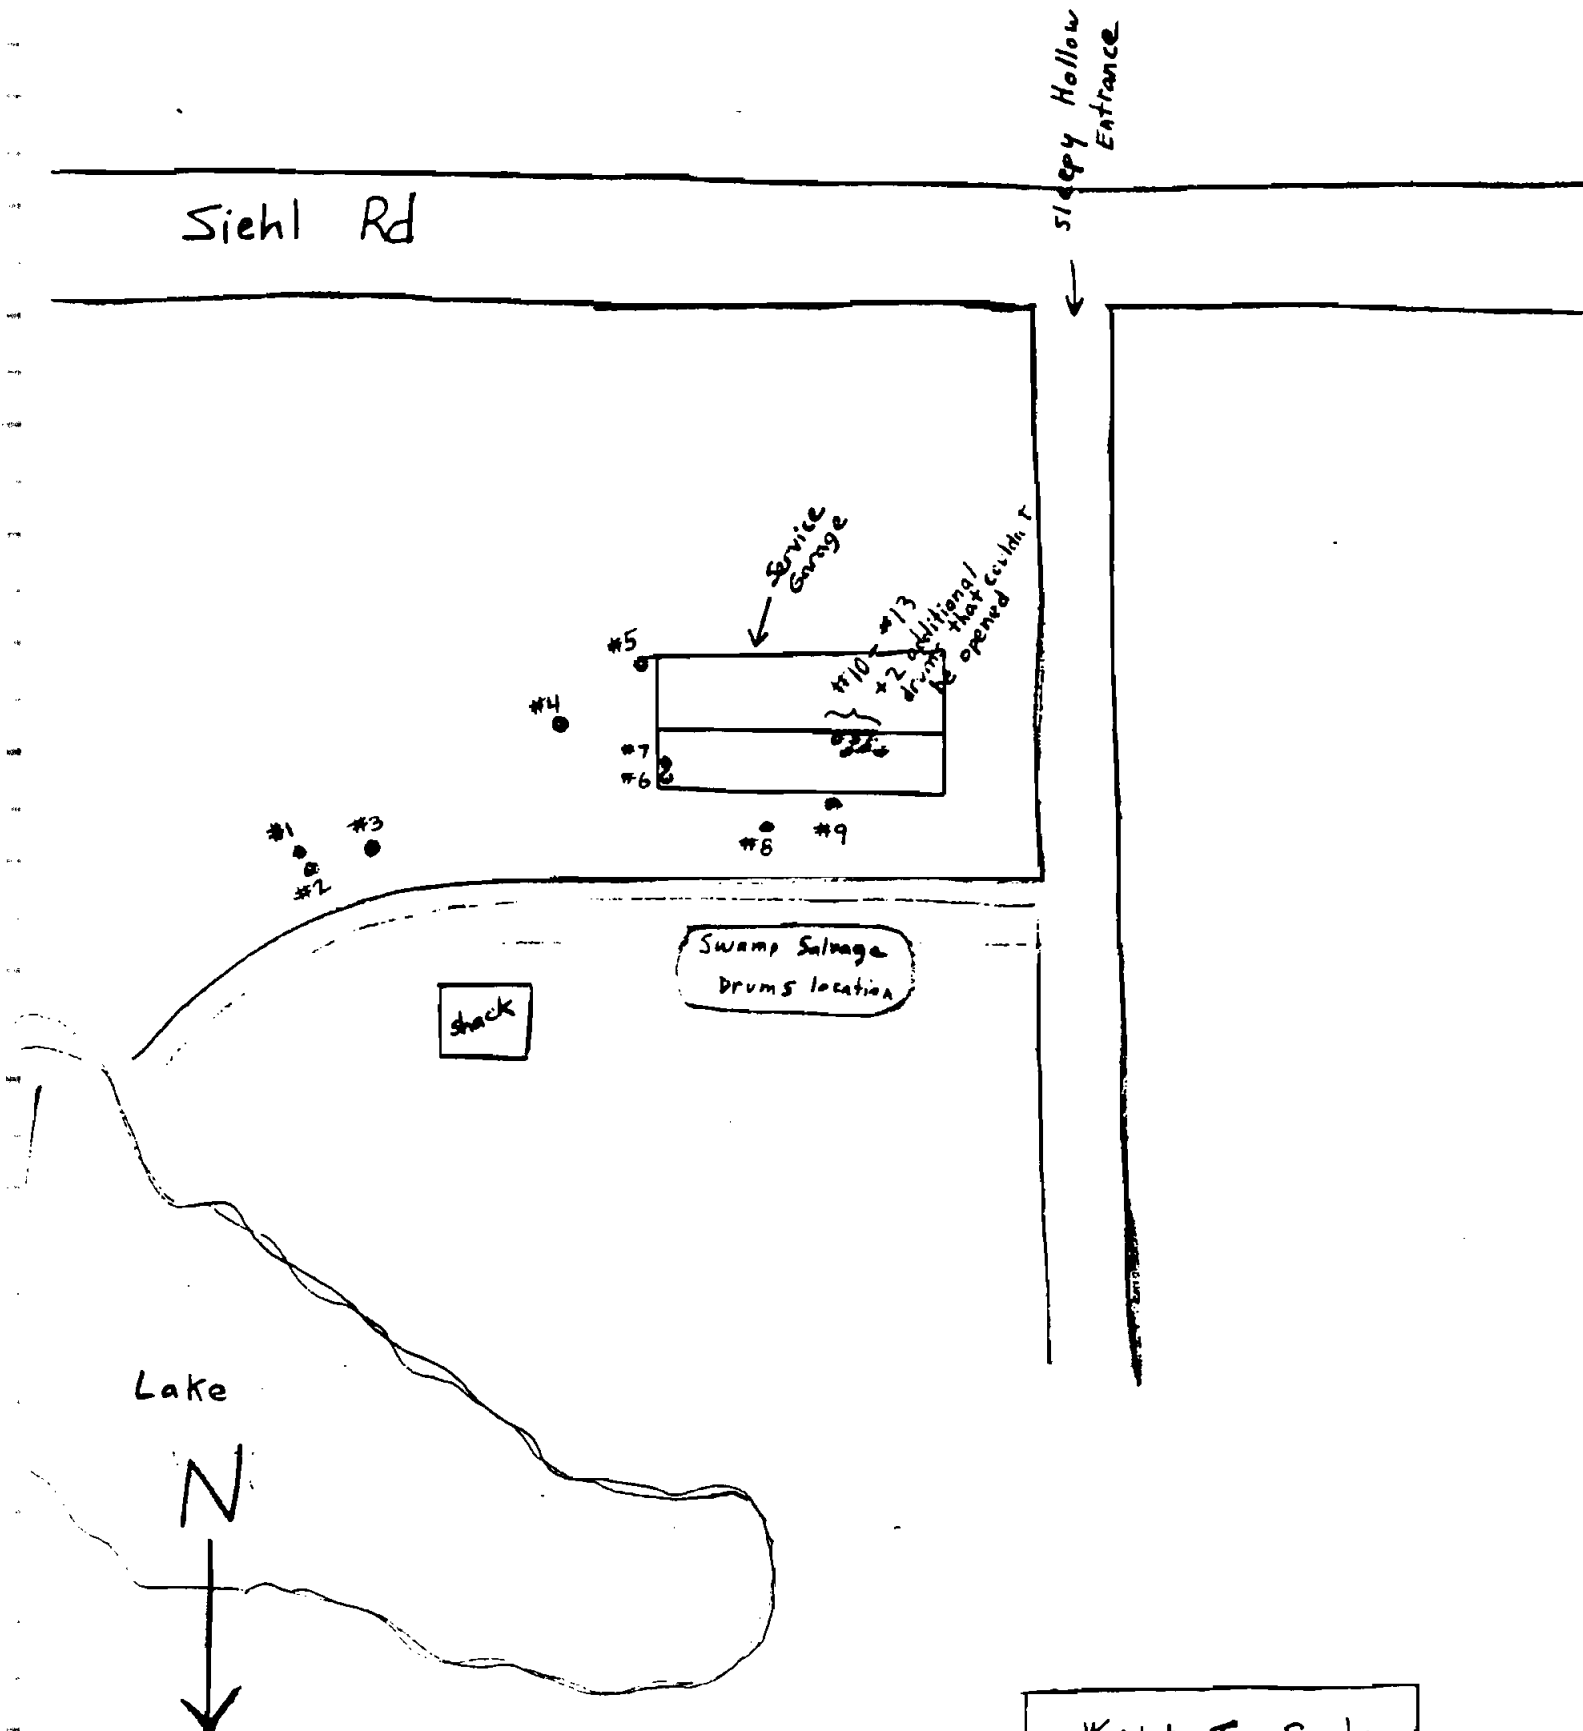 Sleepy Hollow
Entrance
Siehl Rd
Service
Garage
#10 - #13
+2 additional
drums that couldn't
be opened
#5
#4
#7
#6
#1
#3
#2
#8
#9
Swamp Salvage
Drums location
shack
Lake
N